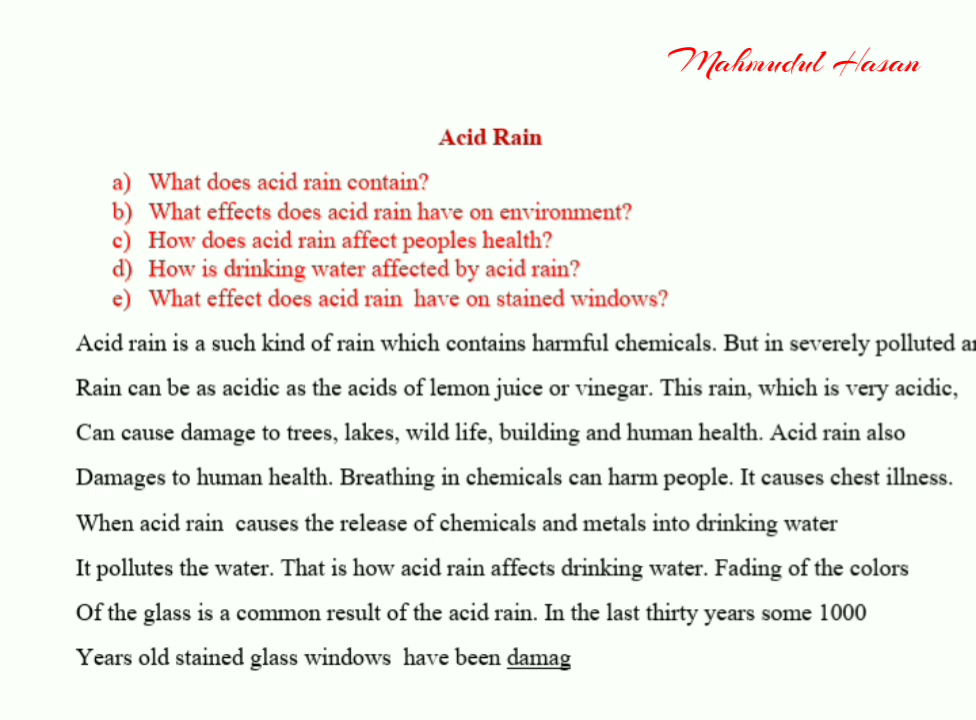 Mahmudul Hasan
Acid Rain
a) What does acid rain contain?
b) What effects does acid rain have on environment?
c) How does acid rain affect peoples health?
d) How is drinking water affected by acid rain?
e) What effect does acid rain have on stained windows?
Acid rain is a such kind of rain which contains harmful chemicals. But in severely polluted
Rain can be as acidic as the acids of lemon juice or vinegar. This rain, which is very acidic,
Can cause damage to trees, lakes, wild life, building and human health. Acid rain also
Damages to human health. Breathing in chemicals can harm people. It causes chest illness.
When acid rain causes the release of chemicals and metals into drinking water
It pollutes the water. That is how acid rain affects drinking water. Fading of the colors
Of the glass is a common result of the acid rain. In the last thirty years some 1000
Years old stained glass windows have been damag